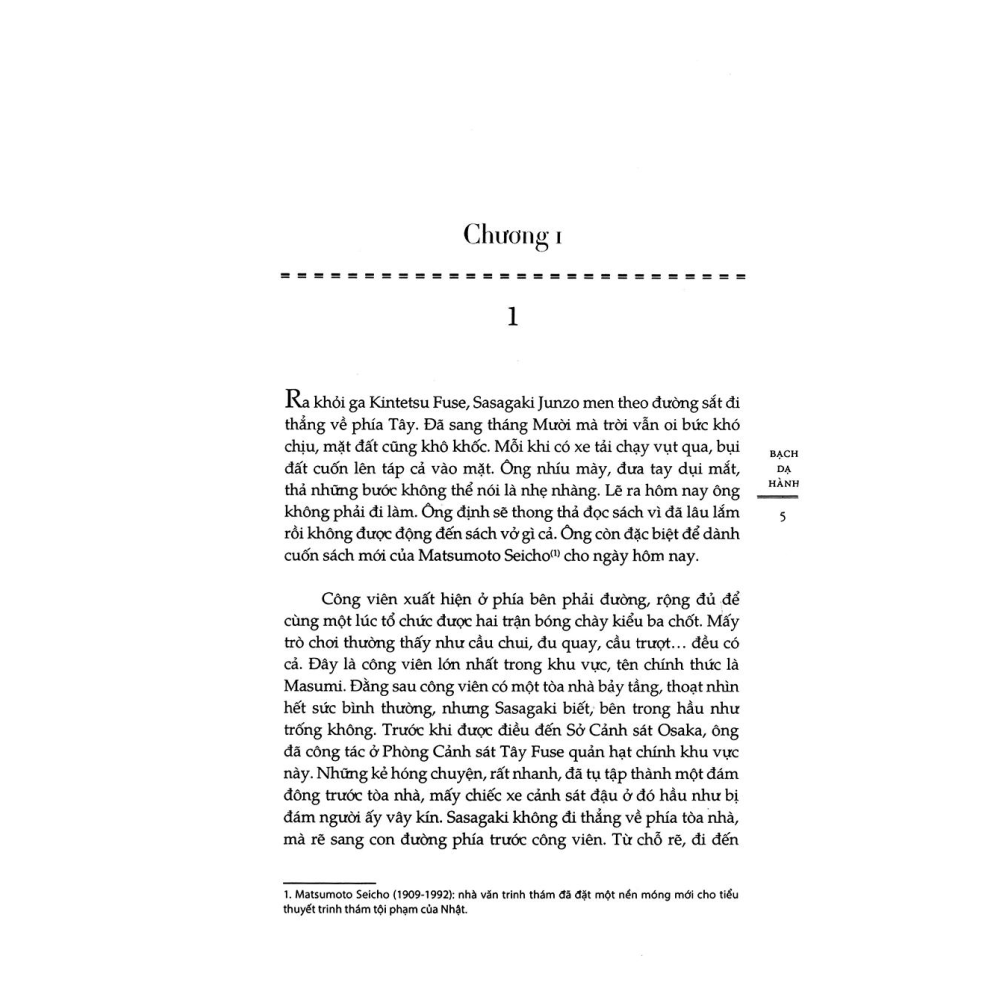 Chương I
1
Ra khỏi ga Kintetsu Fuse, Sasagaki Junzo men theo đường sắt đi
thẳng về phía Tây. Đã sang tháng Mười mà trời vẫn oi bức khó
chịu, mặt đất cũng khô khốc. Mỗi khi có xe tải chạy vụt qua, bụi
đất cuốn lên táp cả vào mặt. Ông nhíu mày, đưa tay dụi mắt,
thả những bước không thể nói là nhẹ nhàng. Lẽ ra hôm nay ông
không phải đi làm. Ông định sẽ thong thả đọc sách vì đã lâu lắm
rồi không được động đến sách vở gì cả. Ông còn đặc biệt để dành
cuốn sách mới của Matsumoto Seicho(1) cho ngày hôm nay.
Công viên xuất hiện ở phía bên phải đường, rộng đủ để
cùng một lúc tổ chức được hai trận bóng chày kiểu ba chốt. Mấy
trò chơi thường thấy như cầu chui, đu quay, cầu trượt... đều có
cả. Đây là công viên lớn nhất trong khu vực, tên chính thức là
Masumi. Đằng sau công viên có một tòa nhà bảy tầng, thoạt nhìn
hết sức bình thường, nhưng Sasagaki biết, bên trong hầu như
trống không. Trước khi được điều đến Sở Cảnh sát Osaka, ông
đã công tác ở Phòng Cảnh sát Tây Fuse quản hạt chính khu vực
này. Những kẻ hóng chuyện, rất nhanh, đã tụ tập thành một đám
đông trước tòa nhà, mấy chiếc xe cảnh sát đậu ở đó hầu như bị
đám người ấy vây kín. Sasagaki không đi thẳng về phía tòa nhà,
mà rẽ sang con đường phía trước công viên. Từ chỗ rẽ, đi đến
1. Matsumoto Seicho (1909-1992): nhà văn trinh thám đã đặt một nền móng mới cho tiểu
thuyết trinh thám tội phạm của Nhật.
BẠCH
DẠ
HÀNH
5